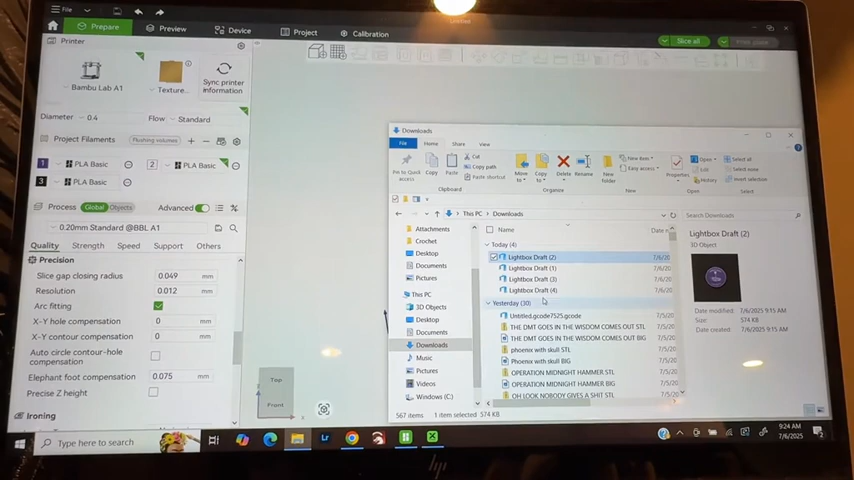 File
Untitled
Prepare
Preview
Device
Project
Calibration
Slice all
Print plate
Printer
Bambu Lab A1
Texture...
Sync printer information
Diameter
0.4
Flow
Standard
Project Filaments
Flushing volumes
1 PLA Basic
2 PLA Basic
3 PLA Basic
Process
Global
Objects
Advanced
0.20mm Standard @BBL A1
Quality
Strength
Speed
Support
Others
Precision
Slice gap closing radius
0.049
mm
Resolution
0.012
mm
Arc fitting
X-Y hole compensation
0
mm
X-Y contour compensation
0
mm
Auto circle contour-hole compensation
Elephant foot compensation
0.075
mm
Precise Z height
Ironing
Top
Front
Downloads
File
Home
Share
View
Pin to Quick access
Copy
Paste
Cut
Copy path
Paste shortcut
Clipboard
Move to
Copy to
Delete
Rename
Organize
New folder
New item
Easy access
New
Properties
Open
Edit
History
Open
Select all
Select none
Invert selection
Select
This PC > Downloads
Search Downloads
Attachments
Crochet
Desktop
Documents
Pictures
This PC
3D Objects
Desktop
Documents
Downloads
Music
Pictures
Videos
Windows (C:)
Name
Date
Today (4)
Lightbox Draft (2)
7/6/20
Lightbox Draft (1)
7/6/20
Lightbox Draft (3)
7/6/20
Lightbox Draft (4)
7/6/20
Yesterday (30)
Untitled.gcode7525.gcode
7/5/20
THE DMT GOES IN THE WISDOM COMES OUT STL
7/5/20
THE DMT GOES IN THE WISDOM COMES OUT BIG
7/5/20
phoenix with skull STL
7/5/20
Phoenix with skull BIG
7/5/20
OPERATION MIDNIGHT HAMMER STL
7/5/20
OPERATION MIDNIGHT HAMMER BIG
7/5/20
OH LOOK NOBODY GIVES A SHIT STL
7/5/20
Lightbox Draft (2)
3D Object
Date modified: 7/6/2025 9:15 AM
Size: 574 KB
Date created: 7/6/2025 9:15 AM
567 items
1 item selected 574 KB
Type here to search
9:24 AM
7/6/2025
hp